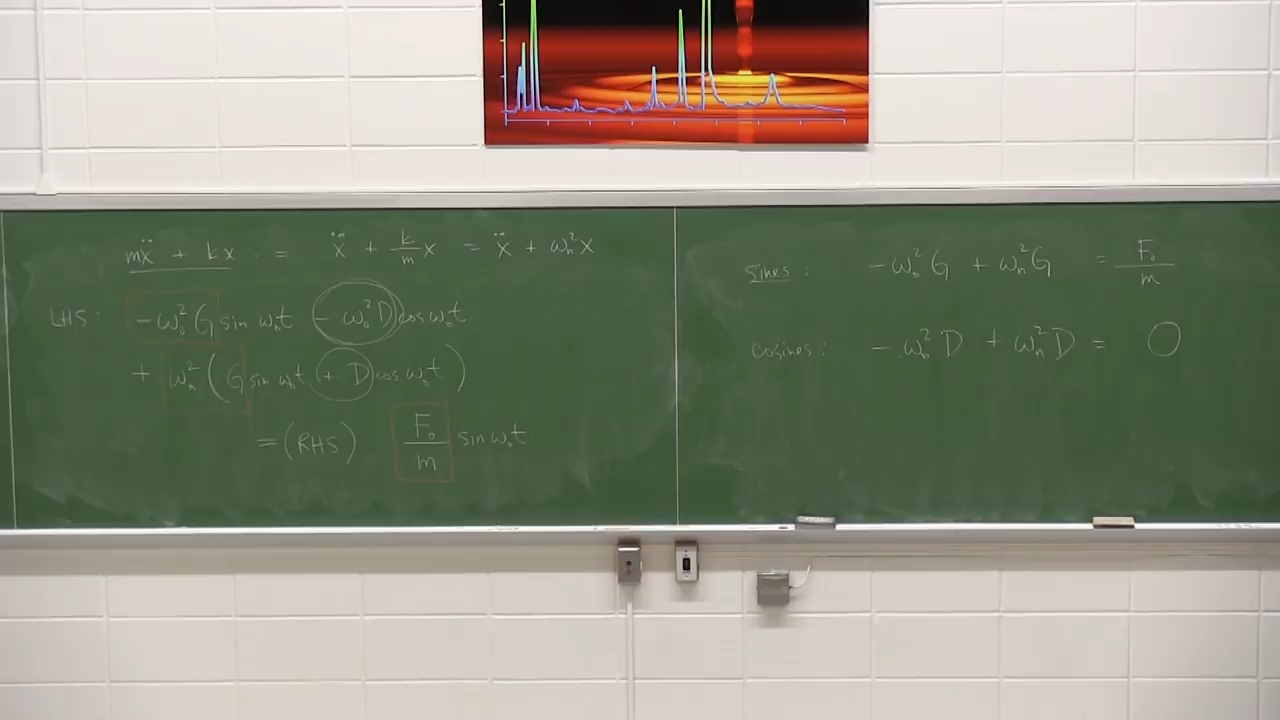 mẍ + kx = ẍ + k/m x = ẍ + ωₙ²x
LHS: -ω₀²G sin ω₀t - ω₀²D cos ω₀t
+ ωₙ²(G sin ω₀t + D cos ω₀t)
= (RHS) F₀/m sin ω₀t
sines: -ω₀²G + ωₙ²G = F₀/m
cosines: -ω₀²D + ωₙ²D = 0